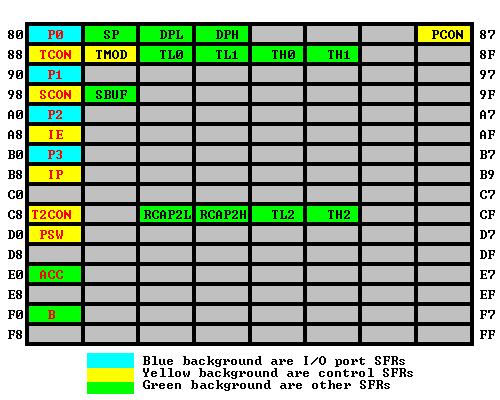 80 P0 SP DPL DPH PCON 87
88 TCON TMOD TL0 TL1 TH0 TH1 8F
90 P1 97
98 SCON SBUF 9F
A0 P2 A7
A8 IE AF
B0 P3 B7
B8 IP B9
C0 C7
C8 T2CON RCAP2L RCAP2H TL2 TH2 CF
D0 PSW D7
D8 DF
E0 ACC E7
E8 EF
F0 B F7
F8 FF
Blue background are I/O port SFRs
Yellow background are control SFRs
Green background are other SFRs